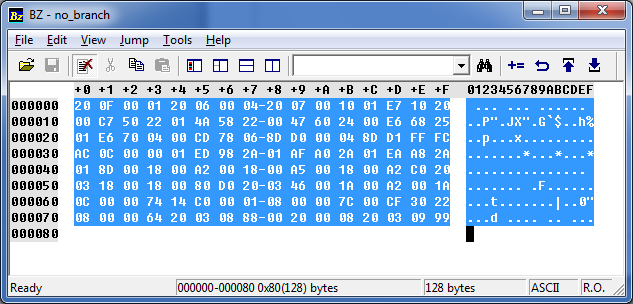 BZ - no_branch
File Edit View Jump Tools Help
+0 +1 +2 +3 +4 +5 +6 +7 +8 +9 +A +B +C +D +E +F 0123456789ABCDEF
000000 20 0F 00 01 20 06 00 04-20 07 00 10 01 E7 10 20 ... ...... .....
000010 00 C7 50 22 01 4A 58 22-00 47 60 24 00 E6 68 25 ..P".JX".G`$..h%
000020 01 E6 70 04 00 CD 78 06-8D D0 00 04 8D D1 FF FC ..p...x.........
000030 AC 0C 00 00 01 ED 98 2A-01 AF A0 2A 01 EA A8 2A .......*...*...*
000040 01 8D 00 18 00 A2 00 18-00 A5 00 18 00 A2 C0 20 ...............
000050 03 18 00 18 00 80 D0 20-03 46 00 1A 00 A2 00 1A ....... .F......
000060 0C 00 00 74 14 C0 00 01-08 00 00 7C 00 CF 30 22 ...t.......|..0"
000070 08 00 00 64 20 03 08 88-00 20 00 08 20 03 09 99 ...d .... .. ...
000080
Ready 000000-000080 0x80(128) bytes 128 bytes ASCII R.O.